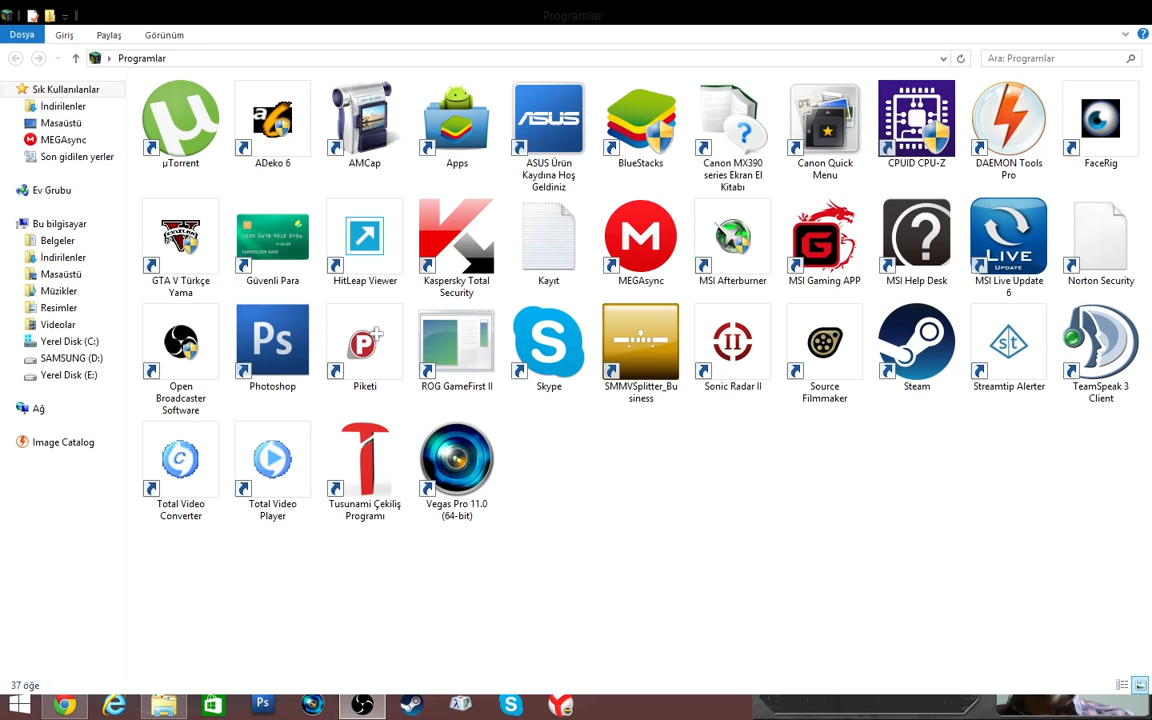 Programlar
Dosya Giriş Paylaş Görünüm
Programlar
Ara: Programlar
Sık Kullanılanlar
İndirilenler
Masaüstü
MEGAsync
Son gidilen yerler
Ev Grubu
Bu bilgisayar
Belgeler
İndirilenler
Masaüstü
Müzikler
Resimler
Videolar
Yerel Disk (C:)
SAMSUNG (D:)
Yerel Disk (E:)
Ağ
Image Catalog
µTorrent
ADeko 6
AMCap
Apps
ASUS
ASUS Ürün
Kaydına Hoş
Geldiniz
BlueStacks
Canon MX390
series Ekran El
Kitabı
Canon Quick
Menu
CPUID CPU-Z
DAEMON Tools
Pro
FaceRig
GTA V Türkçe
Yama
Güvenli Para
HitLeap Viewer
Kaspersky Total
Security
Kayıt
MEGAsync
MSI Afterburner
MSI Gaming APP
MSI Help Desk
LIVE
UPDATE
MSI Live Update
6
Norton Security
Open
Broadcaster
Software
Ps
Photoshop
Piketi
ROG GameFirst II
Skype
SMMVSplitter_Bu
siness
Sonic Radar II
Source
Filmmaker
Steam
st
Streamtip Alerter
TeamSpeak 3
Client
Total Video
Converter
Total Video
Player
Tusunami Çekiliş
Programı
Vegas Pro 11.0
(64-bit)
37 öğe
Ps